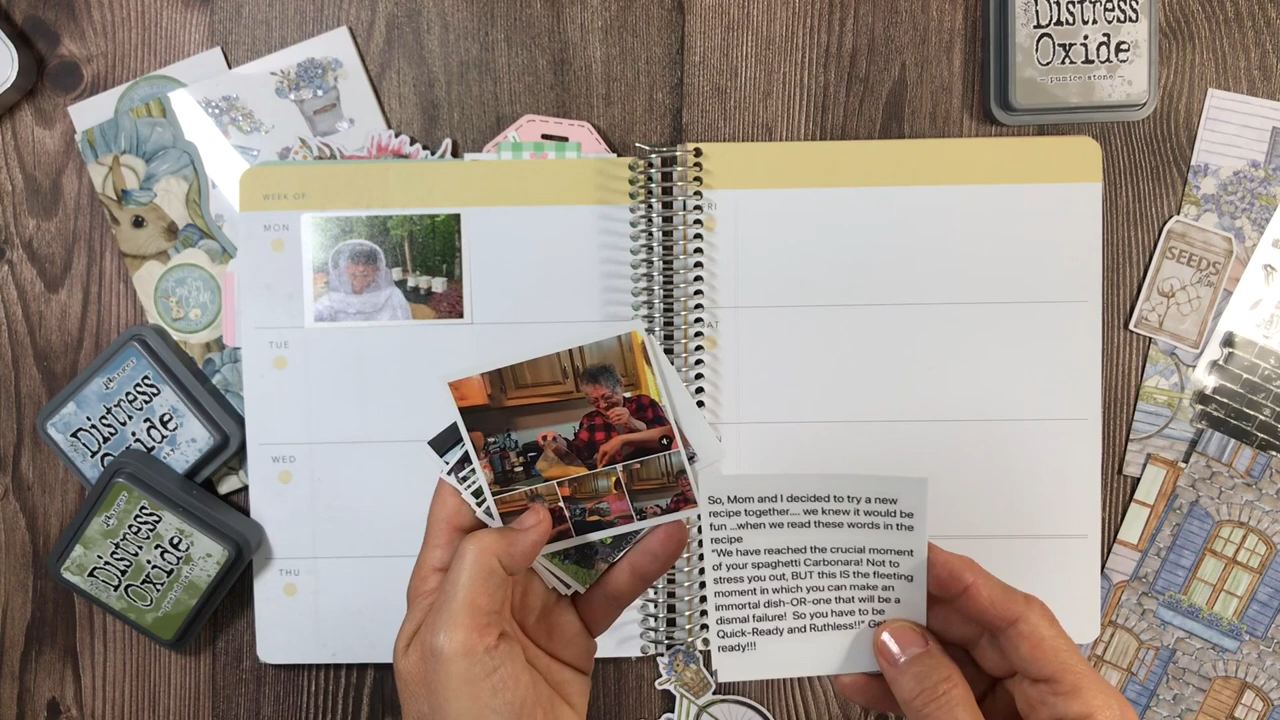 Distress
Oxide
— pumice stone —
WEEK OF:
MON
TUE
WED
THU
FRI
SAT
SEEDS
Cotton
Ranger
Distress
Oxide
Ranger
Distress
Oxide
So, Mom and I decided to try a new
recipe together.... we knew it would be
fun ...when we read these words in the
recipe
"We have reached the crucial moment
of your spaghetti Carbonara! Not to
stress you out, BUT this IS the fleeting
moment in which you can make an
immortal dish-OR-one that will be a
dismal failure! So you have to be
Quick-Ready and Ruthless!!" Ge
ready!!!